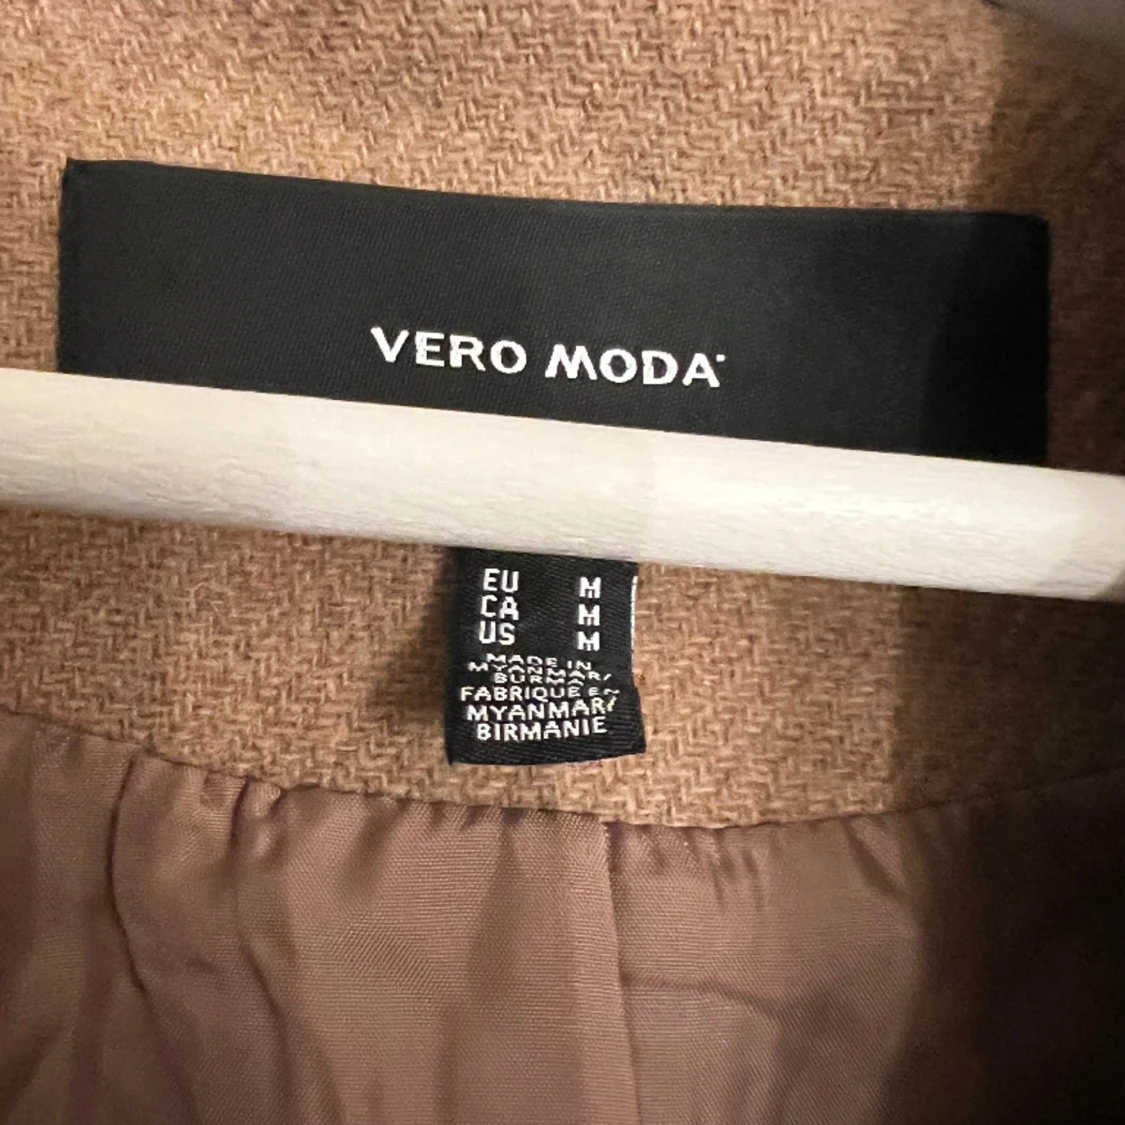 VERO MODA
EU M
CA M
US M
MADE IN
MYANMAR/
BURMA
FABRIQUE EN
MYANMAR/
BIRMANIE